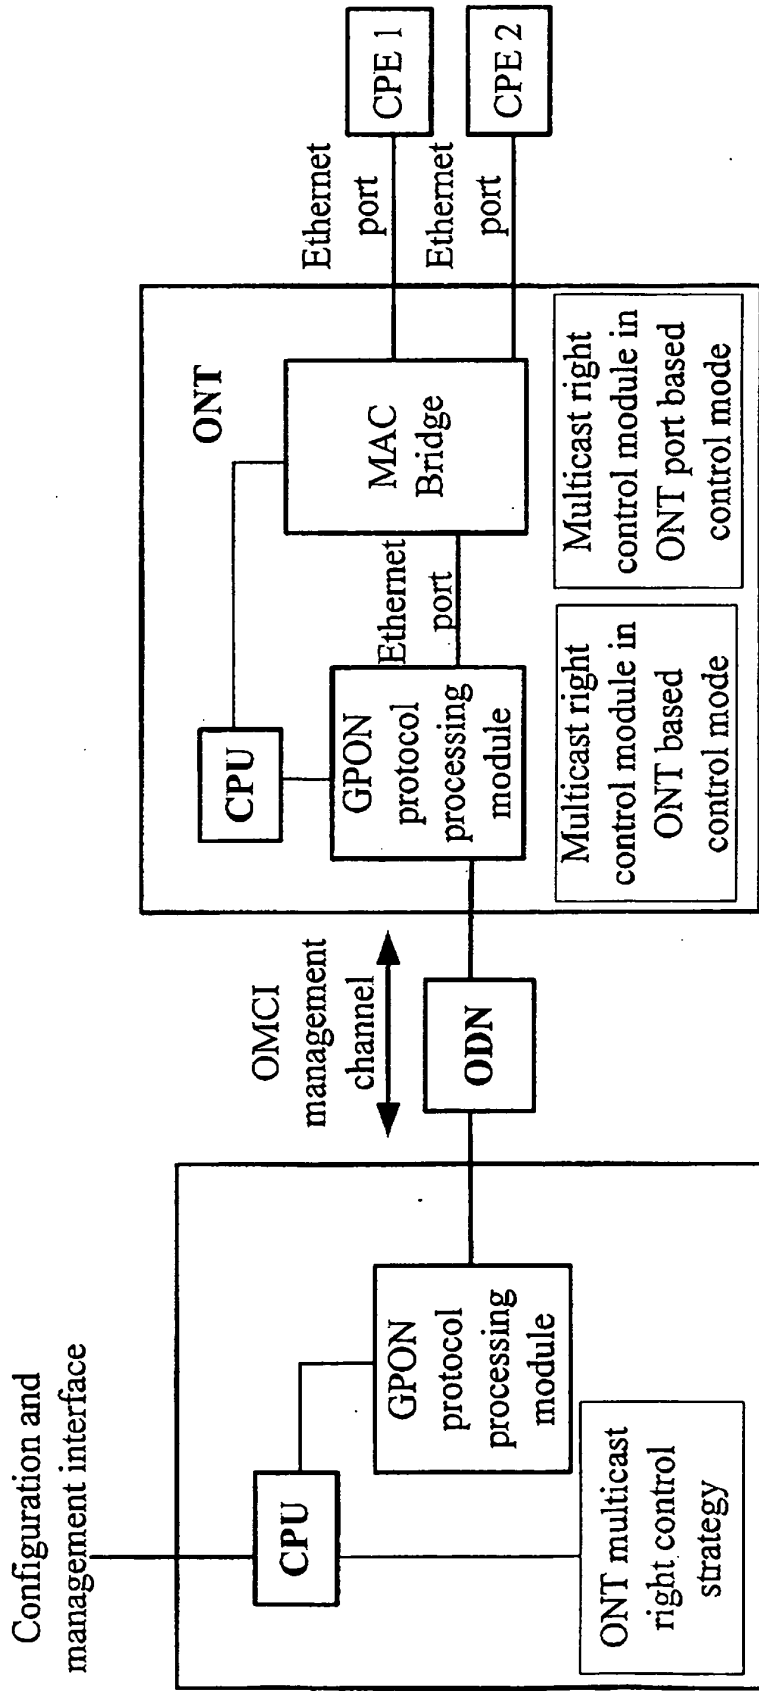 Configuration and
management interface
CPU
GPON
protocol
processing
module
ONT multicast
right control
strategy
OMCI
management
channel
ODN
ONT
CPU
GPON
protocol
processing
module
Ethernet
port
MAC
Bridge
Multicast right
control module in
ONT based
control mode
Multicast right
control module in
ONT port based
control mode
Ethernet
port
Ethernet
port
CPE 1
CPE 2